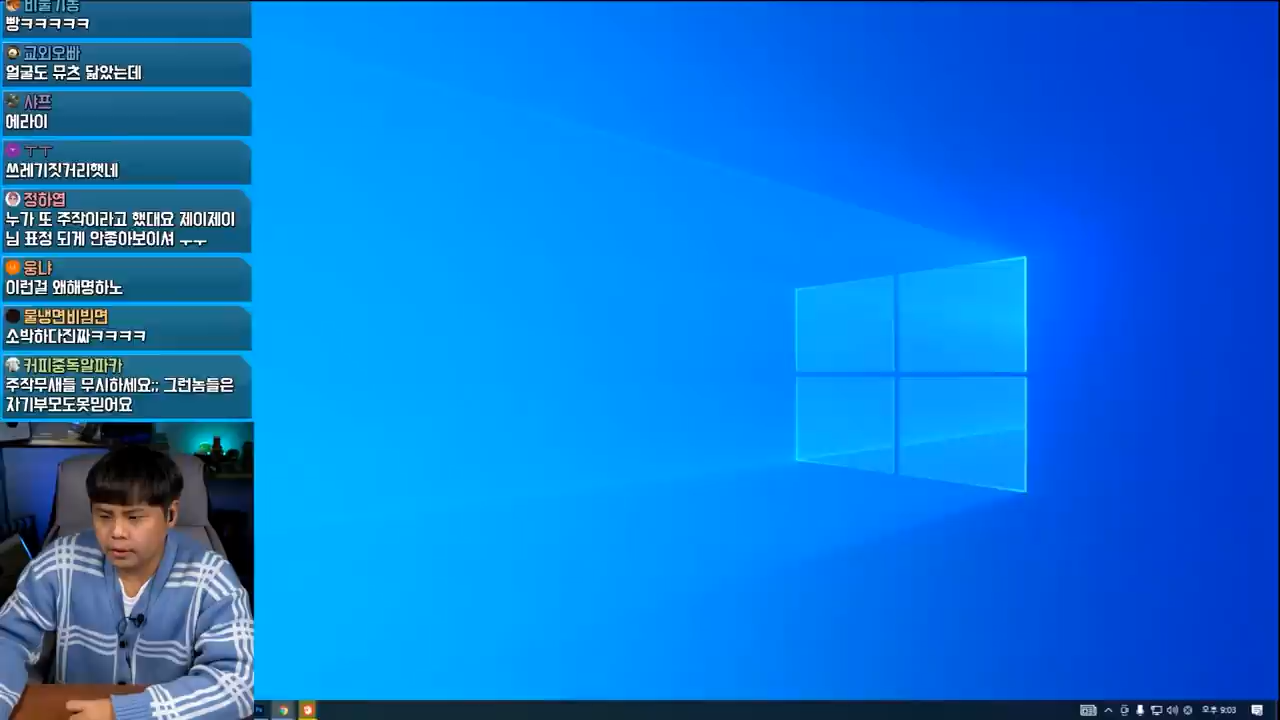 비둘기농
빵ㅋㅋㅋㅋㅋ
교외오빠
얼굴도 뮤츠 닮았는데
샤프
에라이
ㅜㅜ
쓰레기짓거리햇네
정하엽
누가 또 주작이라고 했대요 제이제이
님 표정 되게 안좋아보이셔 ㅜㅜ
웅냐
이런걸 왜해명하노
물냉면비빔면
소박하다진짜ㅋㅋㅋㅋ
커피중독알파카
주작무새들 무시하세요;; 그런놈들은
자기부모도못믿어요
오후 9:03